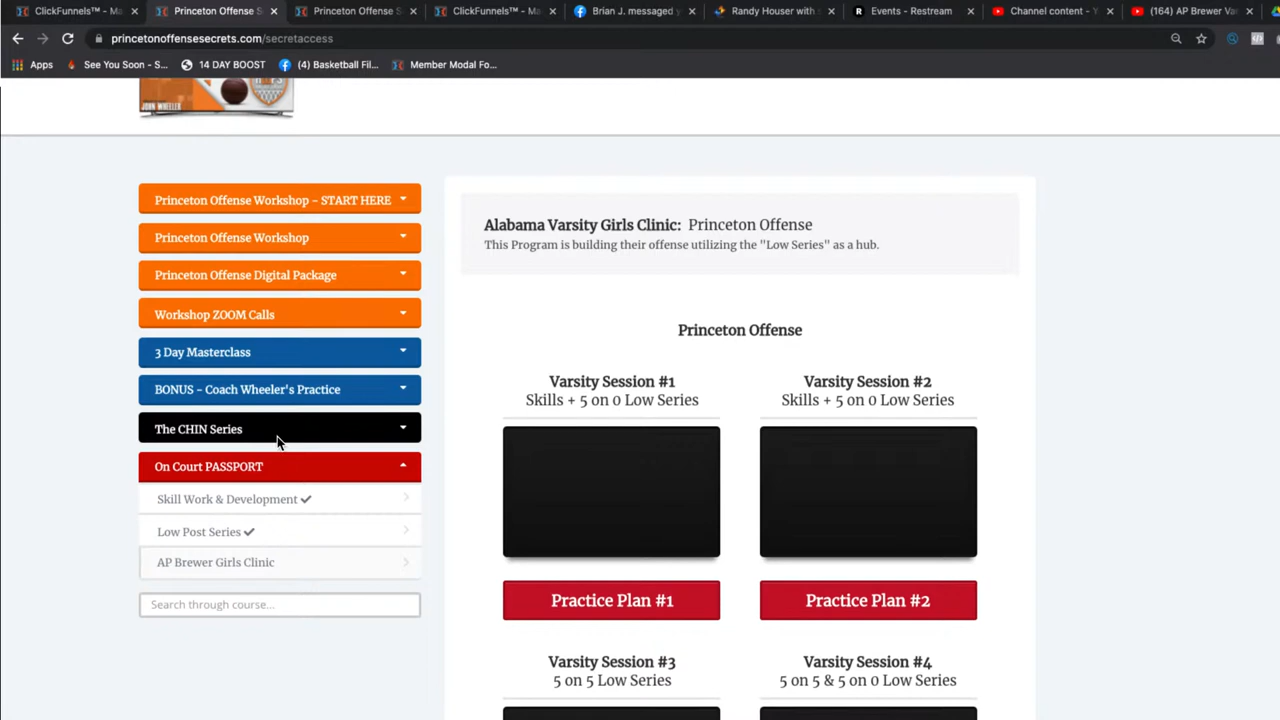 ClickFunnels™ - Ma
Princeton Offense S
Princeton Offense S
ClickFunnels™ - Ma
Brian J. messaged y
Randy Houser with s
Events - Restream
Channel content - Y
(164) AP Brewer Va
princetonoffensesecrets.com/secretaccess
Apps
See You Soon - S...
14 DAY BOOST
(4) Basketball Fil...
Member Modal Fo...
JOHN WHEELER
Princeton Offense Workshop – START HERE
Princeton Offense Workshop
Princeton Offense Digital Package
Workshop ZOOM Calls
3 Day Masterclass
BONUS - Coach Wheeler's Practice
The CHIN Series
On Court PASSPORT
Skill Work & Development
Low Post Series
AP Brewer Girls Clinic
Search through course...
Alabama Varsity Girls Clinic: Princeton Offense
This Program is building their offense utilizing the "Low Series" as a hub.
Princeton Offense
Varsity Session #1
Skills + 5 on 0 Low Series
Practice Plan #1
Varsity Session #2
Skills + 5 on 0 Low Series
Practice Plan #2
Varsity Session #3
5 on 5 Low Series
Varsity Session #4
5 on 5 & 5 on 0 Low Series